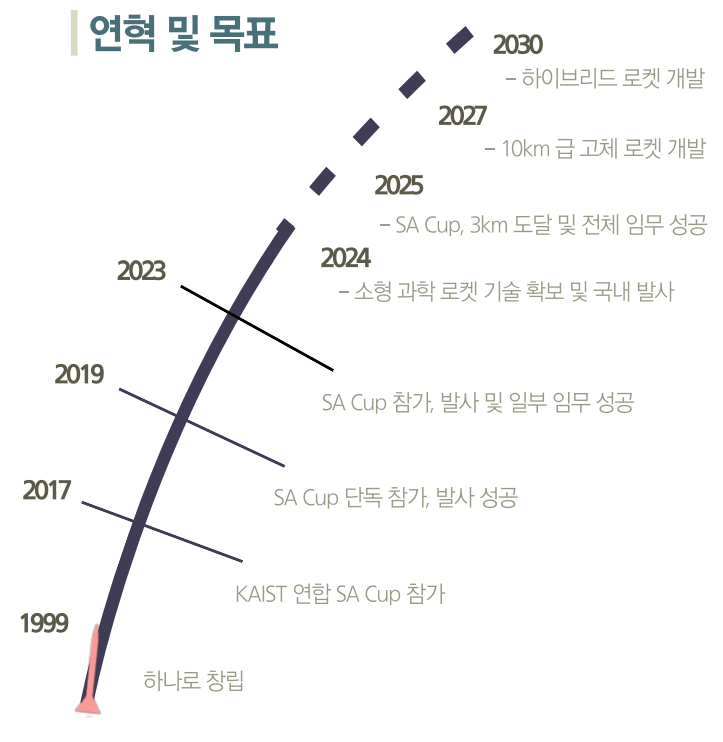 연혁 및 목표
2030
– 하이브리드 로켓 개발
2027
– 10km 급 고체 로켓 개발
2025
– SA Cup, 3km 도달 및 전체 임무 성공
2024
– 소형 과학 로켓 기술 확보 및 국내 발사
2023
SA Cup 참가, 발사 및 일부 임무 성공
2019
SA Cup 단독 참가, 발사 성공
2017
KAIST 연합 SA Cup 참가
1999
하나로 창립